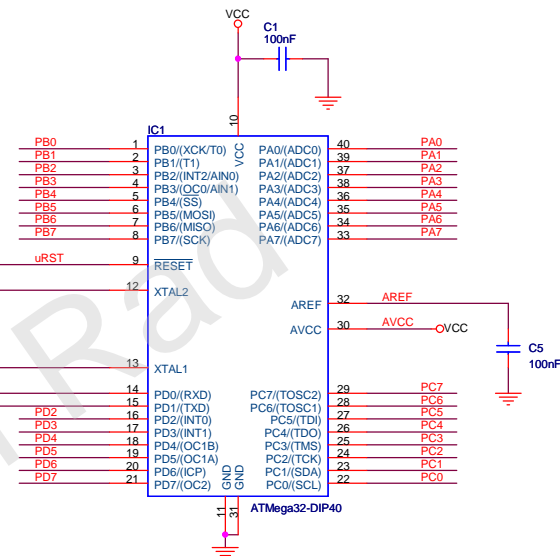 VCC
C1
100nF
10
IC1
VCC
PB0 1 PB0/(XCK/T0) PA0/(ADC0) 40 PA0
PB1 2 PB1/(T1) PA1/(ADC1) 39 PA1
PB2 3 PB2/(INT2/AIN0) PA2/(ADC2) 37 PA2
PB3 4 PB3/(OC0/AIN1) PA3/(ADC3) 38 PA3
PB4 5 PB4/(SS) PA4/(ADC4) 36 PA4
PB5 6 PB5/(MOSI) PA5/(ADC5) 35 PA5
PB6 7 PB6/(MISO) PA6/(ADC6) 34 PA6
PB7 8 PB7/(SCK) PA7/(ADC7) 33 PA7
uRST 9 RESET
12 XTAL2
AREF 32 AREF
AVCC 30 AVCC VCC
C5
100nF
13 XTAL1
14 PD0/(RXD) PC7/(TOSC2) 29 PC7
15 PD1/(TXD) PC6/(TOSC1) 28 PC6
PD2 16 PD2/(INT0) PC5/(TDI) 27 PC5
PD3 17 PD3/(INT1) PC4/(TDO) 26 PC4
PD4 18 PD4/(OC1B) PC3/(TMS) 25 PC3
PD5 19 PD5/(OC1A) PC2/(TCK) 24 PC2
PD6 20 PD6/(ICP) PC1/(SDA) 23 PC1
PD7 21 PD7/(OC2) PC0/(SCL) 22 PC0
GND GND
11 31
ATMega32-DIP40
Rad